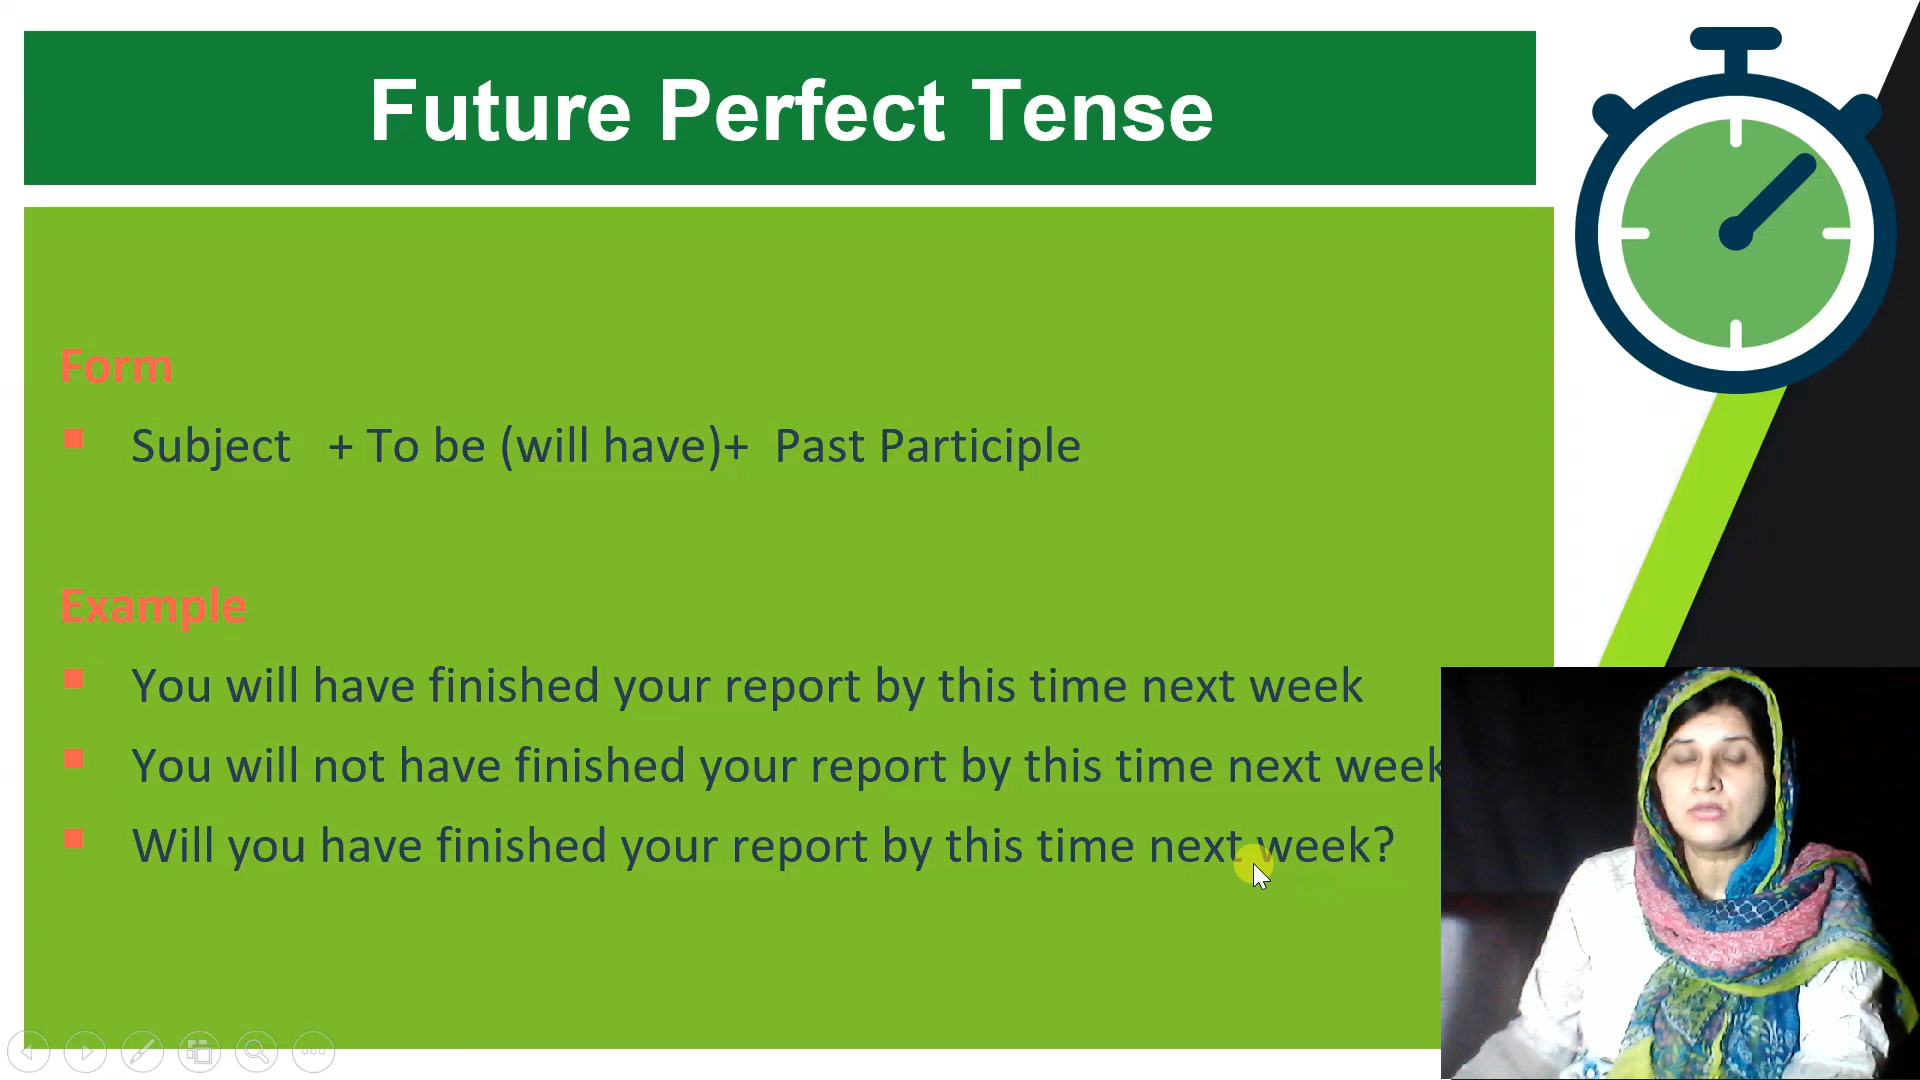 Future Perfect Tense
Form
Subject + To be (will have)+ Past Participle
Example
You will have finished your report by this time next week
You will not have finished your report by this time next week
Will you have finished your report by this time next week?